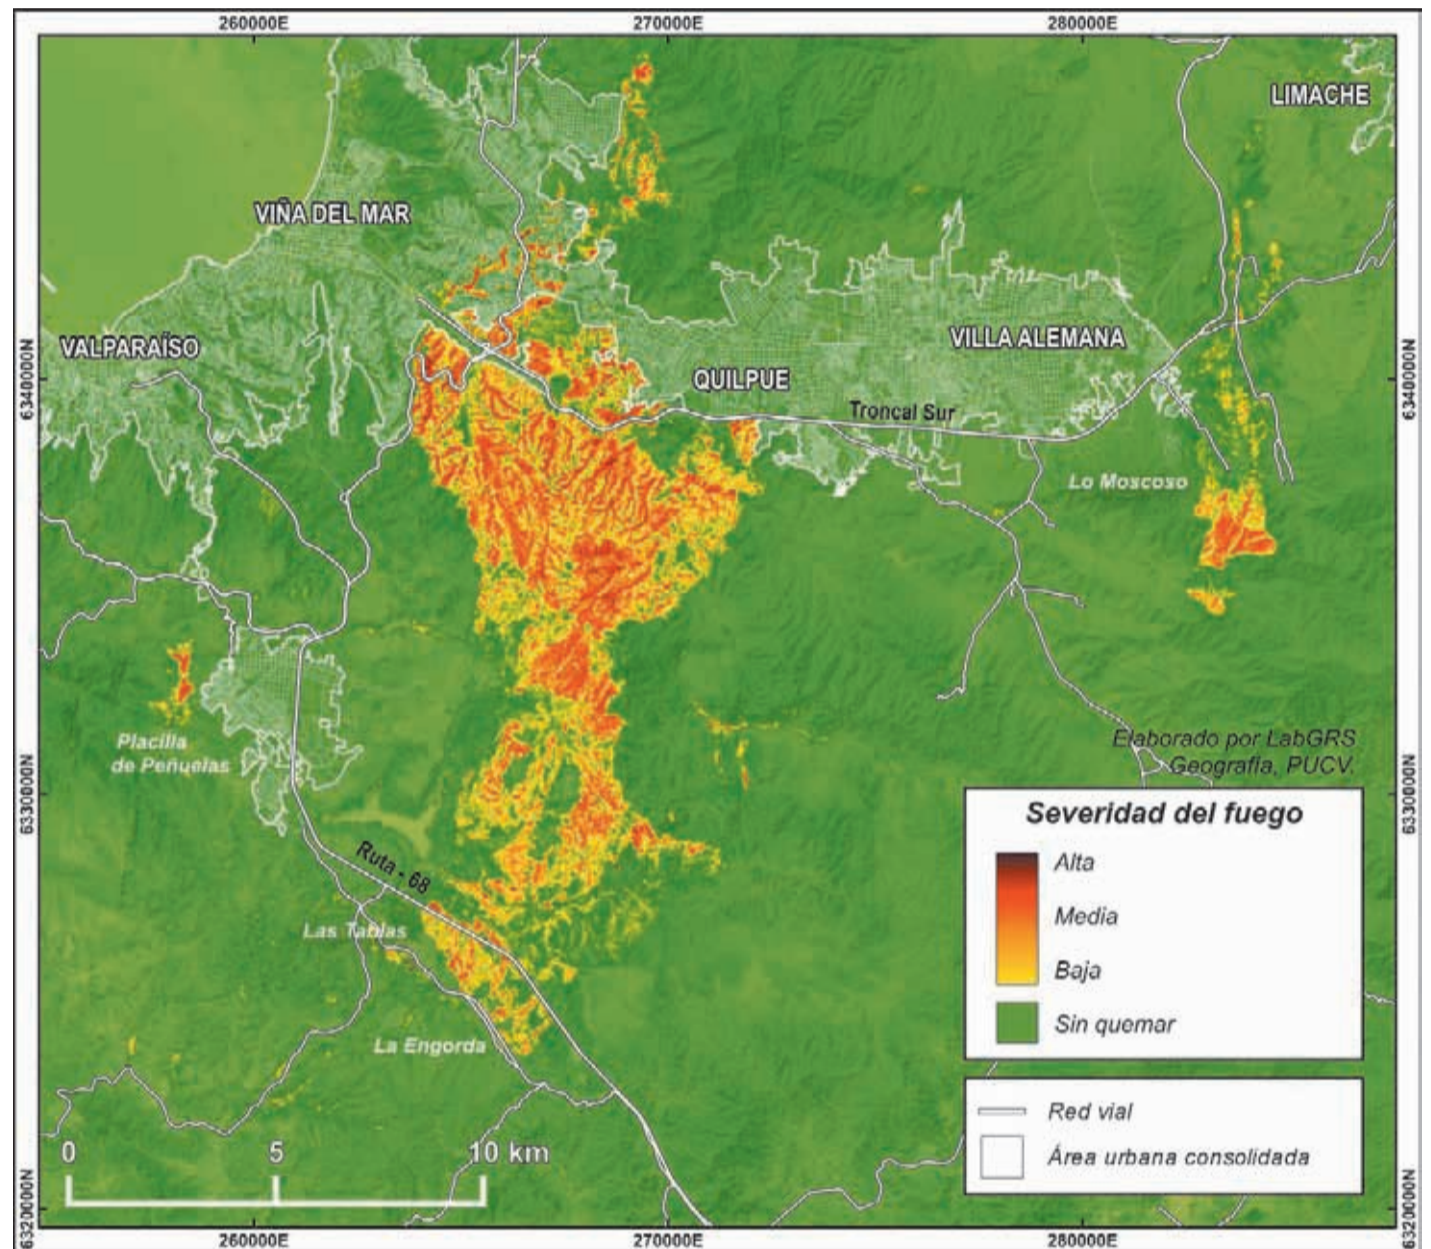 260000E
270000E
280000E
LIMACHE
VIÑA DEL MAR
VALPARAÍSO
VILLA ALEMANA
QUILPUE
6340000N
6340000N
Troncal Sur
Lo Moscoso
Placilla
de Peñuelas
Elaborado por LabGRS
Geografía, PUCV.
6330000N
6330000N
Ruta - 68
Las Tablas
La Engorda
Severidad del fuego
Alta
Media
Baja
Sin quemar
Red vial
Área urbana consolidada
0 5 10 km
6320000N
6320000N
260000E
270000E
280000E